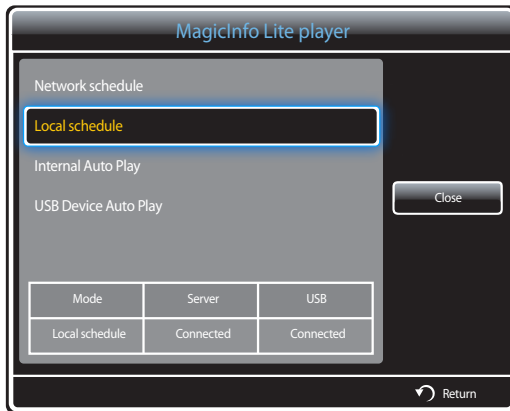 MagicInfo Lite player
Network schedule
Local schedule
Internal Auto Play
USB Device Auto Play
Close
Mode Server USB
Local schedule Connected Connected
Return